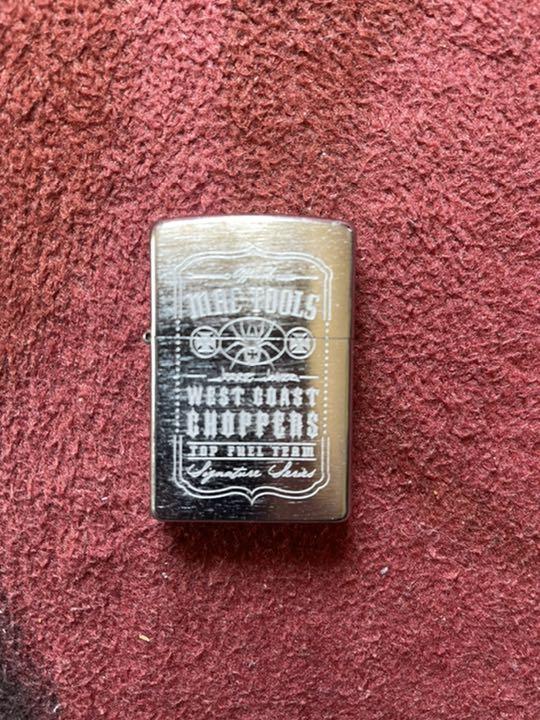 MAC TOOLS
WEST COAST
CHOPPERS
TOP FUEL TEAM
Signature Series